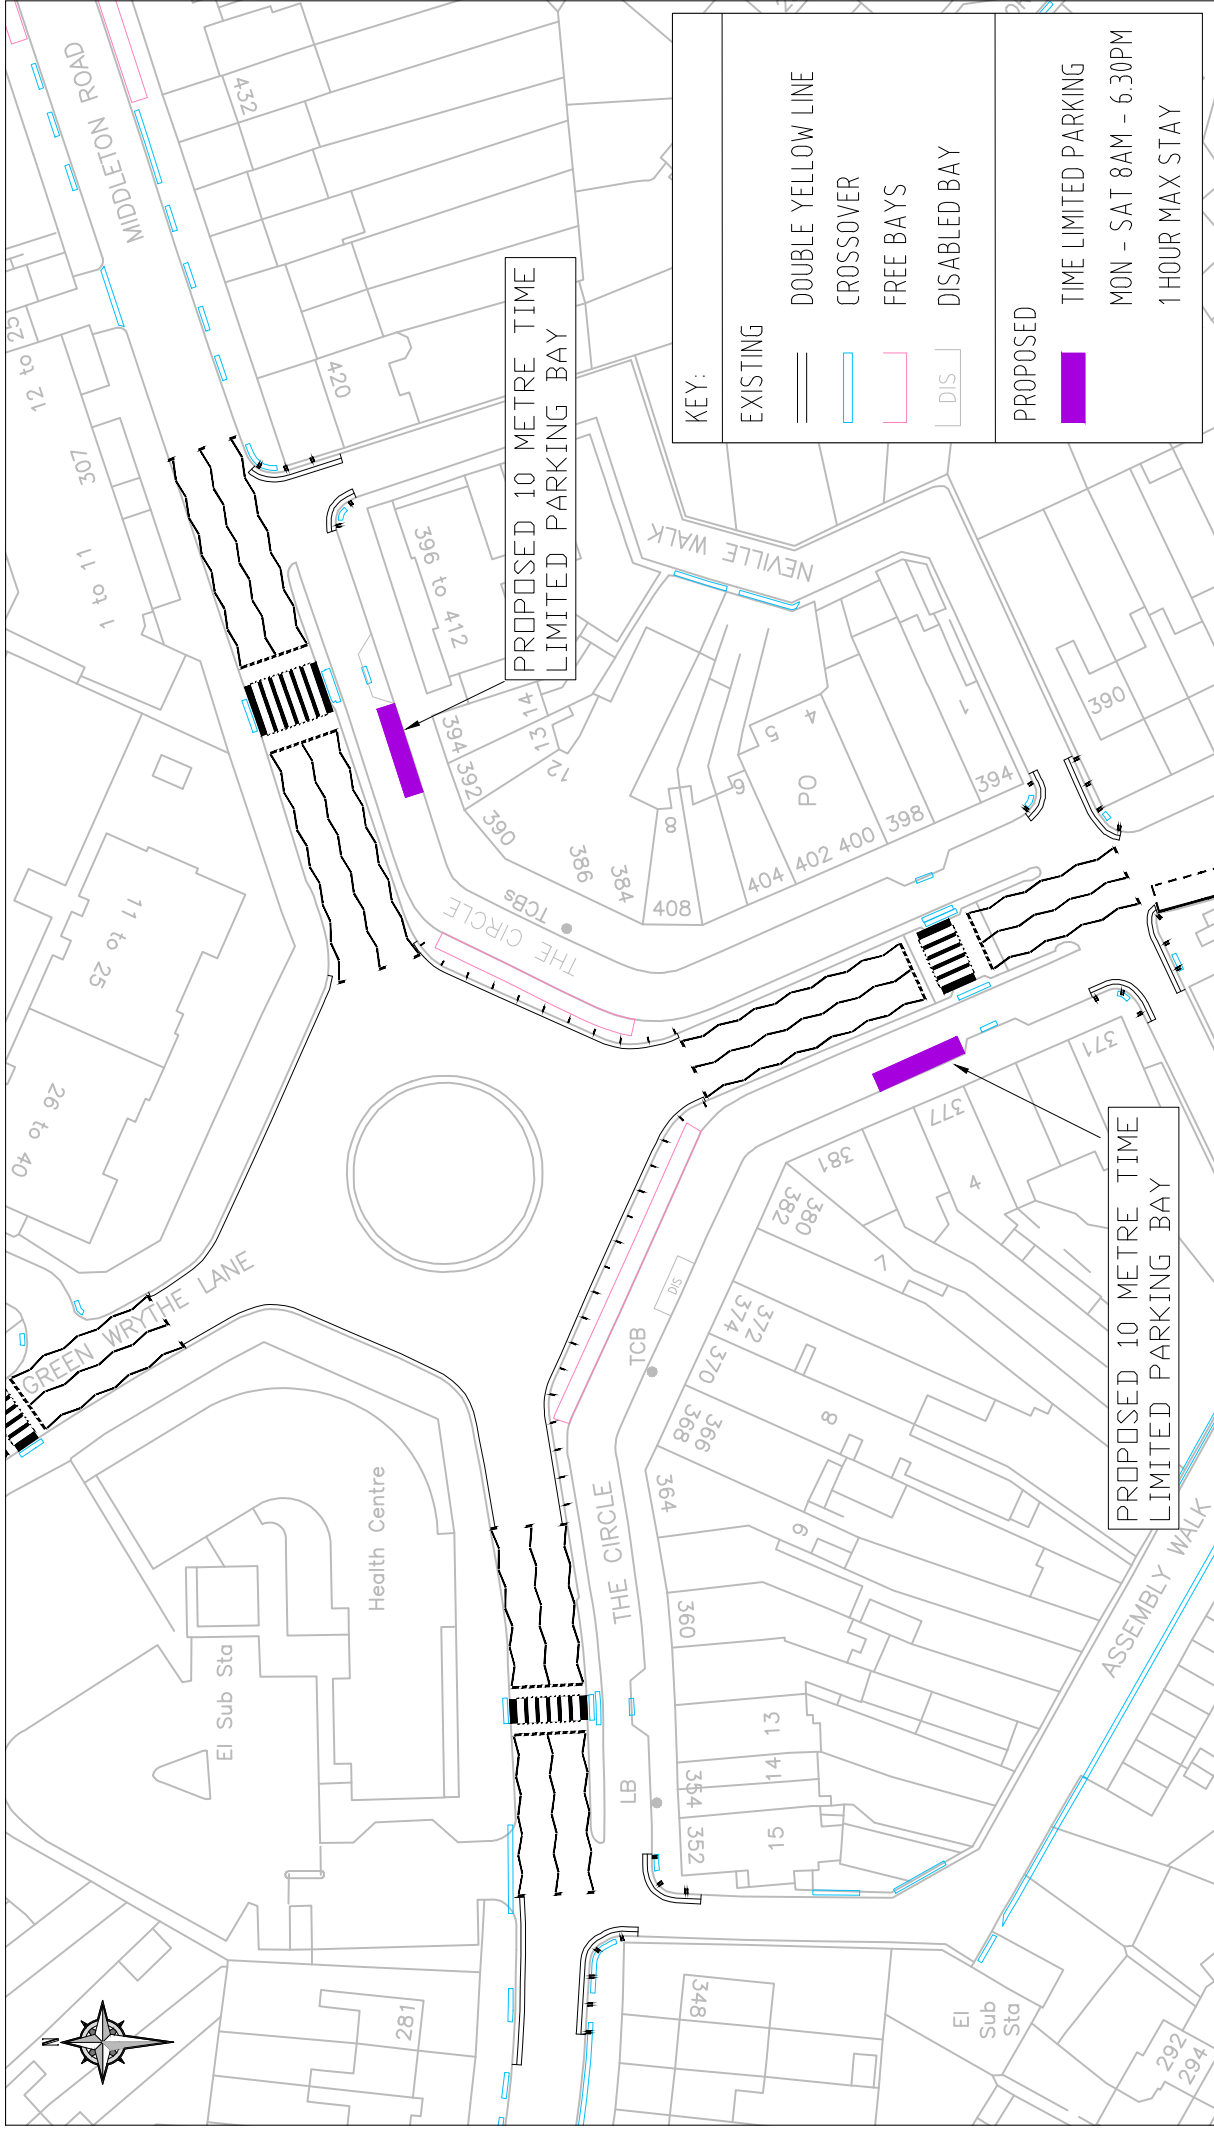 MIDDLETON ROAD
432
12 to 25
307
1 to 11
420
396 to 412
PROPOSED 10 METRE TIME
LIMITED PARKING BAY
NEVILLE WALK
394
392
390
13 14
12
386
384
8
408
6
5
4
PO
404
402
400
398
394
1
390
TCBs
THE CIRCLE
11 to 25
26 to 40
GREEN WRYTHE LANE
371
377
381
4
382
380
7
374
372
370
368
366
8
9
364
360
DIS
TCB
THE CIRCLE
PROPOSED 10 METRE TIME
LIMITED PARKING BAY
ASSEMBLY WALK
Health Centre
El Sub Sta
13
14
15
354
352
LB
348
281
El
Sub
Sta
292
294
N
KEY:
EXISTING
DOUBLE YELLOW LINE
CROSSOVER
FREE BAYS
DIS
DISABLED BAY
PROPOSED
TIME LIMITED PARKING
MON - SAT 8AM - 6.30PM
1 HOUR MAX STAY